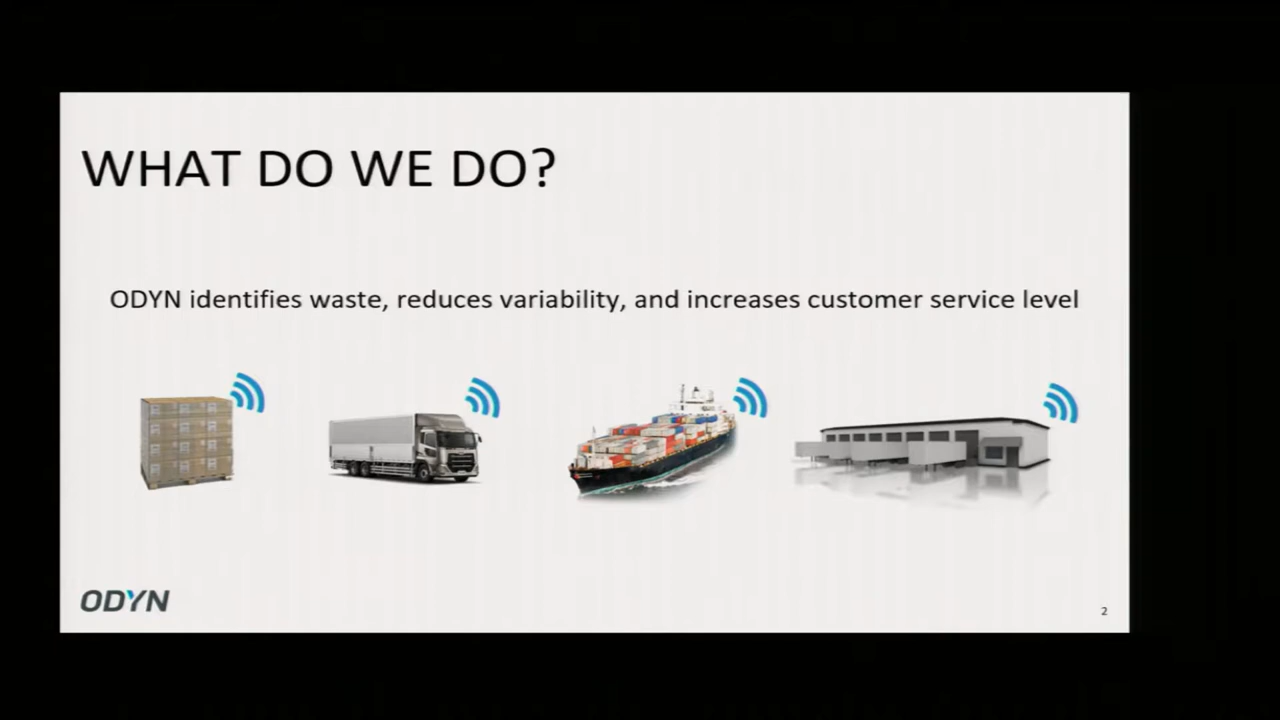 WHAT DO WE DO?
ODYN identifies waste, reduces variability, and increases customer service level
ODYN
2